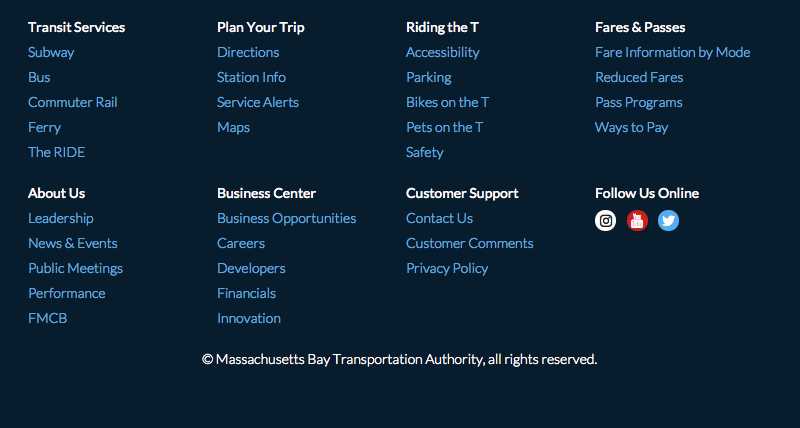 Transit Services
Subway
Bus
Commuter Rail
Ferry
The RIDE
Plan Your Trip
Directions
Station Info
Service Alerts
Maps
Riding the T
Accessibility
Parking
Bikes on the T
Pets on the T
Safety
Fares & Passes
Fare Information by Mode
Reduced Fares
Pass Programs
Ways to Pay
About Us
Leadership
News & Events
Public Meetings
Performance
FMCB
Business Center
Business Opportunities
Careers
Developers
Financials
Innovation
Customer Support
Contact Us
Customer Comments
Privacy Policy
Follow Us Online
© Massachusetts Bay Transportation Authority, all rights reserved.